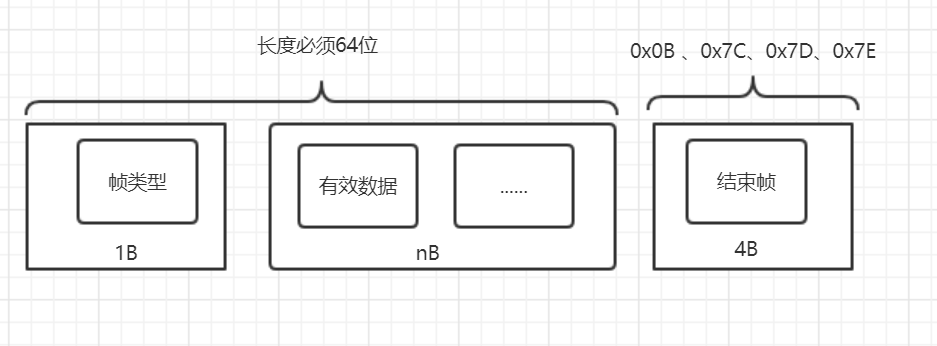 长度必须64位
0x0B 、0x7C、0x7D、0x7E
帧类型
有效数据
......
结束帧
1B
nB
4B